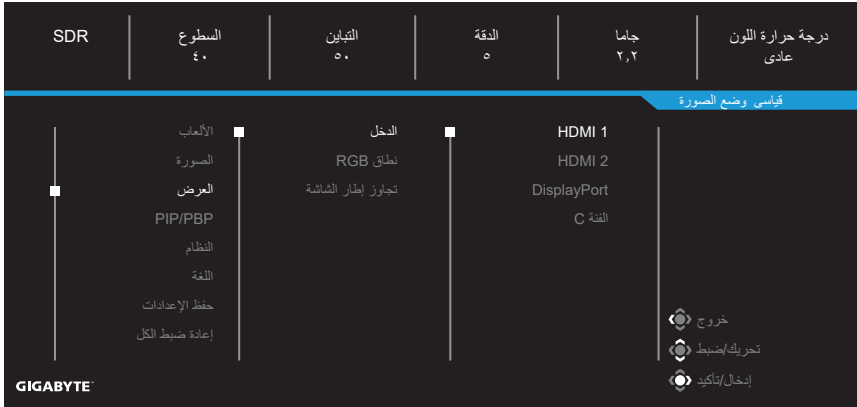 درجة حرارة اللون
عادى
جاما
٢,٢
الدقة
٥
التباين
٥٠
السطوع
٤٠
SDR
قياسى وضع الصورة
الألعاب
الصورة
العرض
PIP/PBP
النظام
اللغة
حفظ الإعدادات
إعادة ضبط الكل
الدخل
نطاق RGB
تجاوز إطار الشاشة
HDMI 1
HDMI 2
DisplayPort
الفئة C
خروج
تحريك/ضبط
إدخال/تأكيد
GIGABYTE™